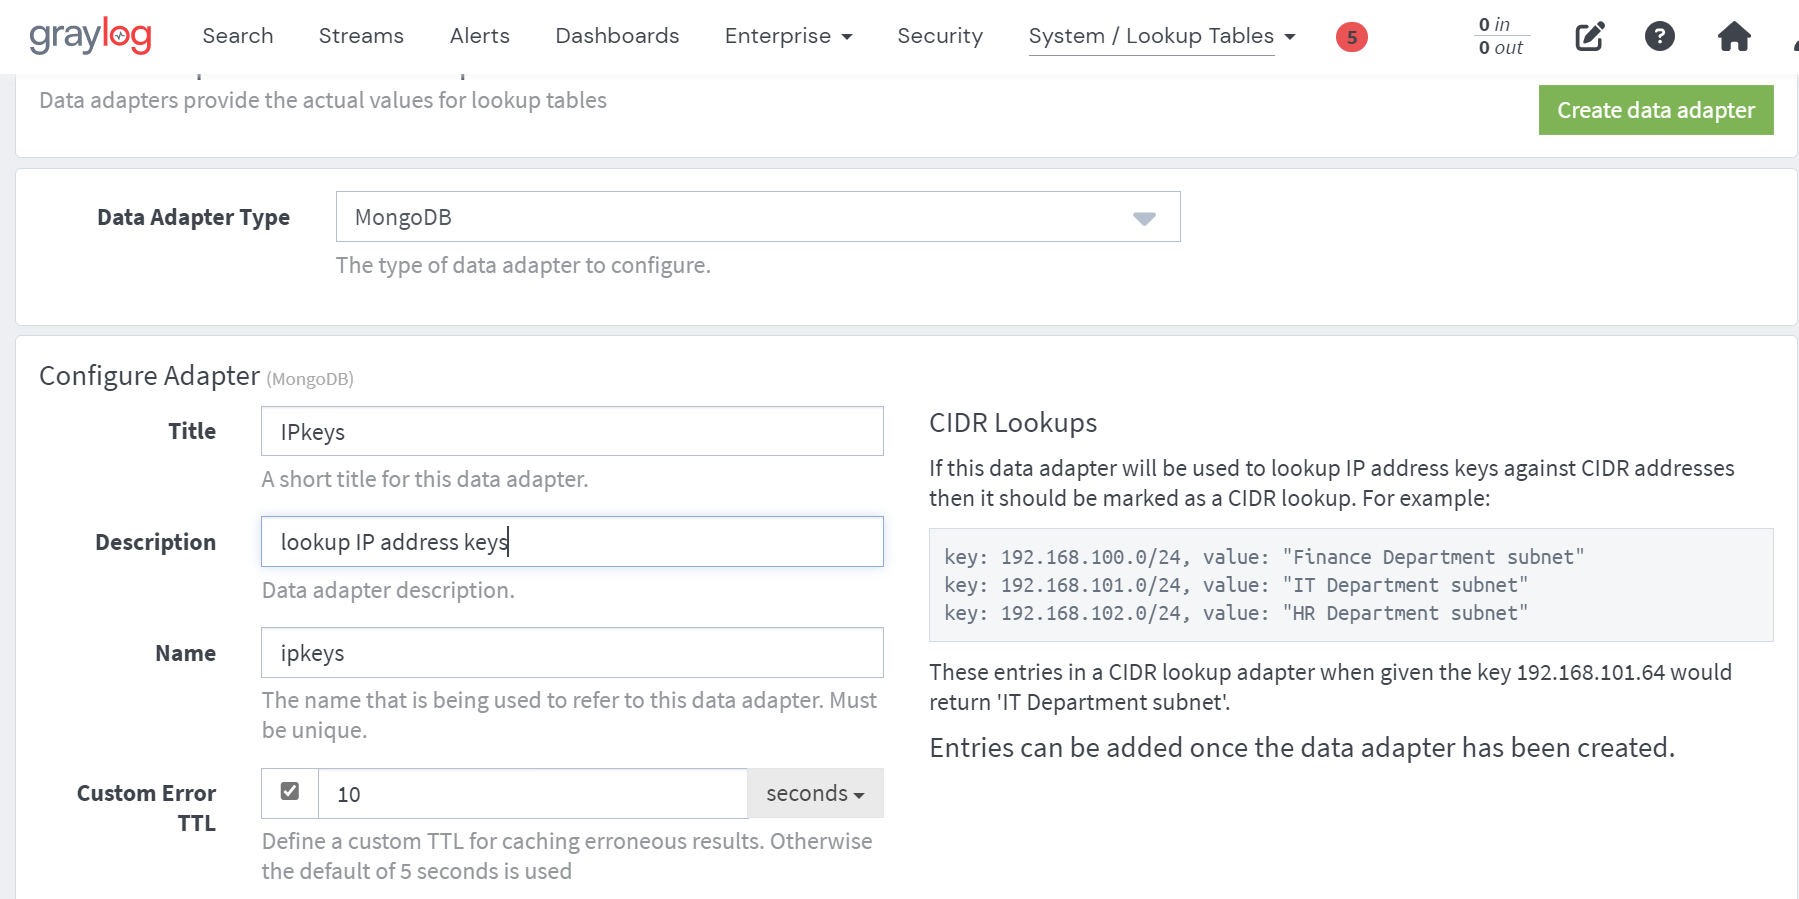 graylog Search Streams Alerts Dashboards Enterprise Security System / Lookup Tables 5 0 in
0 out
Data adapters provide the actual values for lookup tables
Create data adapter
Data Adapter Type MongoDB
The type of data adapter to configure.
Configure Adapter (MongoDB)
Title IPkeys
A short title for this data adapter.
Description lookup IP address keys
Data adapter description.
Name ipkeys
The name that is being used to refer to this data adapter. Must
be unique.
Custom Error
TTL
10 seconds
Define a custom TTL for caching erroneous results. Otherwise
the default of 5 seconds is used
CIDR Lookups
If this data adapter will be used to lookup IP address keys against CIDR addresses
then it should be marked as a CIDR lookup. For example:
key: 192.168.100.0/24, value: "Finance Department subnet"
key: 192.168.101.0/24, value: "IT Department subnet"
key: 192.168.102.0/24, value: "HR Department subnet"
These entries in a CIDR lookup adapter when given the key 192.168.101.64 would
return 'IT Department subnet'.
Entries can be added once the data adapter has been created.